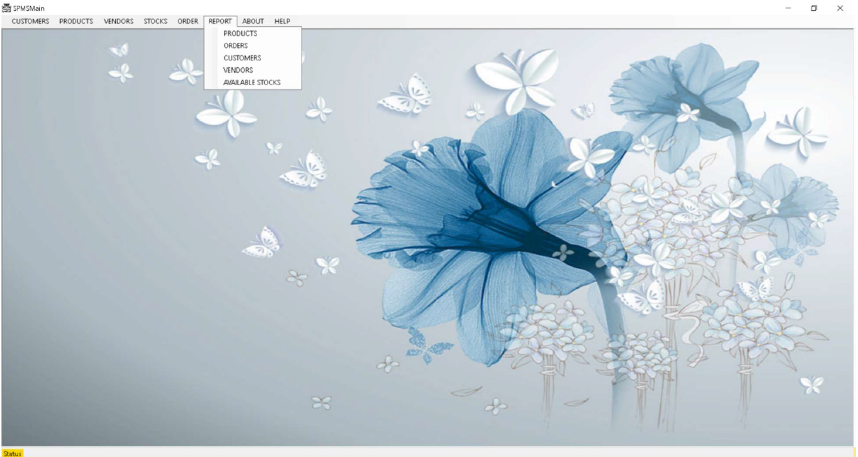 SPMSMain
CUSTOMERS PRODUCTS VENDORS STOCKS ORDER REPORT ABOUT HELP
PRODUCTS
ORDERS
CUSTOMERS
VENDORS
AVAILABLE STOCKS
Status